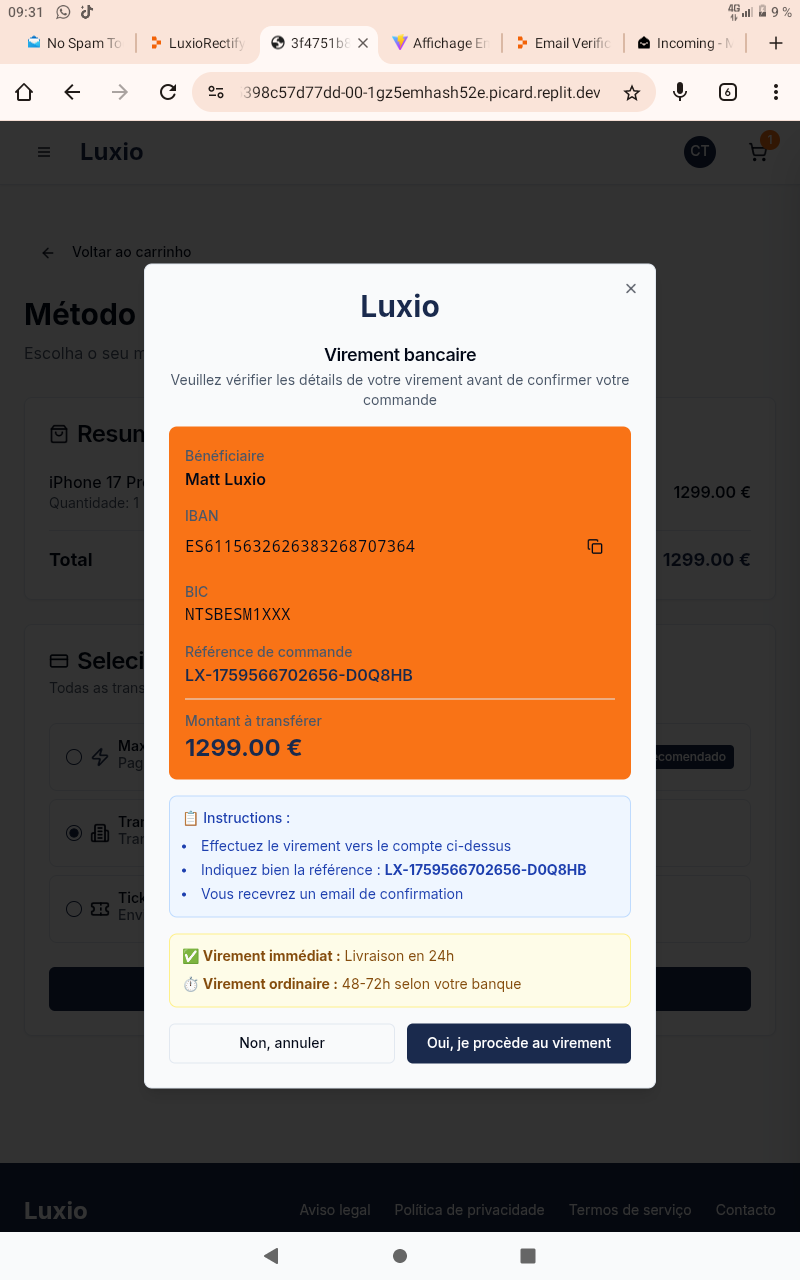 09:31
4G
9 %
No Spam To
LuxioRectify
3f4751b8
Affichage En
Email Verific
Incoming - M
398c57d77dd-00-1gz5emhash52e.picard.replit.dev
6
Luxio
CT
1
Voltar ao carrinho
Método
Escolha o seu m
Luxio
Virement bancaire
Veuillez vérifier les détails de votre virement avant de confirmer votre
commande
Resum
iPhone 17 Pr
1299.00 €
Quantidade: 1
Total
1299.00 €
Bénéficiaire
Matt Luxio
IBAN
ES6115632626383268707364
BIC
NTSBESM1XXX
Référence de commande
LX-1759566702656-D0Q8HB
Montant à transférer
1299.00 €
Seleci
Todas as trans
Max
Pag
comendado
Tran
Tran
Tick
Env
📋 Instructions :
• Effectuez le virement vers le compte ci-dessus
• Indiquez bien la référence : LX-1759566702656-D0Q8HB
• Vous recevrez un email de confirmation
✅ Virement immédiat : Livraison en 24h
⏱️ Virement ordinaire : 48-72h selon votre banque
Non, annuler
Oui, je procède au virement
Luxio
Aviso legal
Política de privacidade
Termos de serviço
Contacto